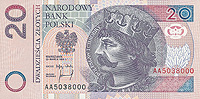 NARODOWY
BANK
POLSKI
20
20
DWADZIEŚCIA ZŁOTYCH
AA5038000
AA5038000